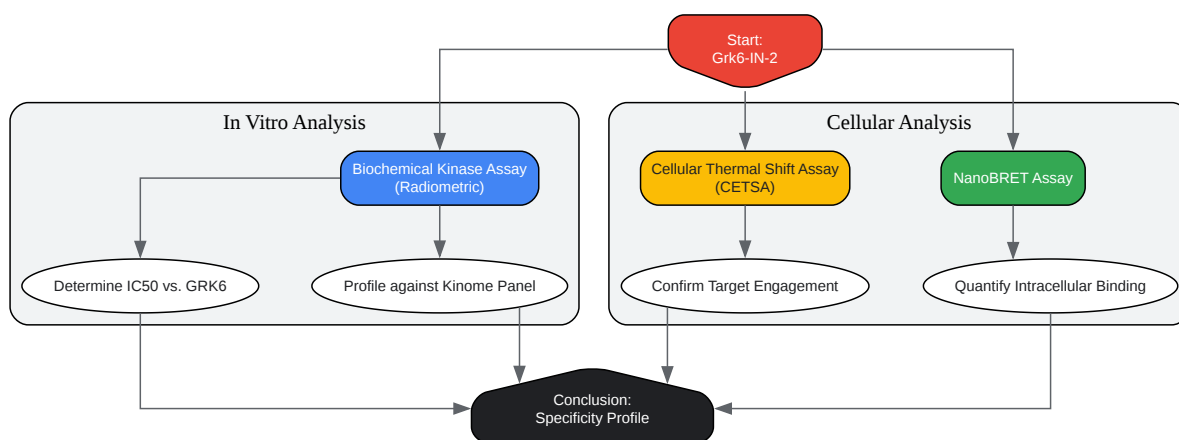 Start:
Grk6-IN-2
In Vitro Analysis
Cellular Analysis
Biochemical Kinase Assay
(Radiometric)
Cellular Thermal Shift Assay
(CETSA)
NanoBRET Assay
Determine IC50 vs. GRK6
Profile against Kinome Panel
Confirm Target Engagement
Quantify Intracellular Binding
Conclusion:
Specificity Profile